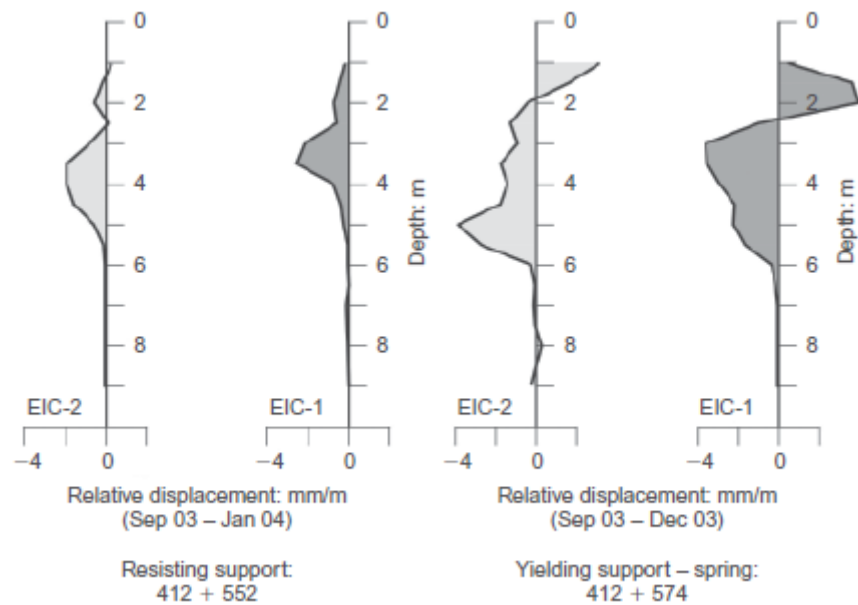 0 0 0 0
2 2 2 2
4 4 4 4
Depth: m Depth: m
6 6 6 6
8 8 8 8
EIC-2 EIC-1 EIC-2 EIC-1
−4 0 −4 0 −4 0 −4 0
Relative displacement: mm/m Relative displacement: mm/m
(Sep 03 – Jan 04) (Sep 03 – Dec 03)
Resisting support: Yielding support – spring:
412 + 552 412 + 574